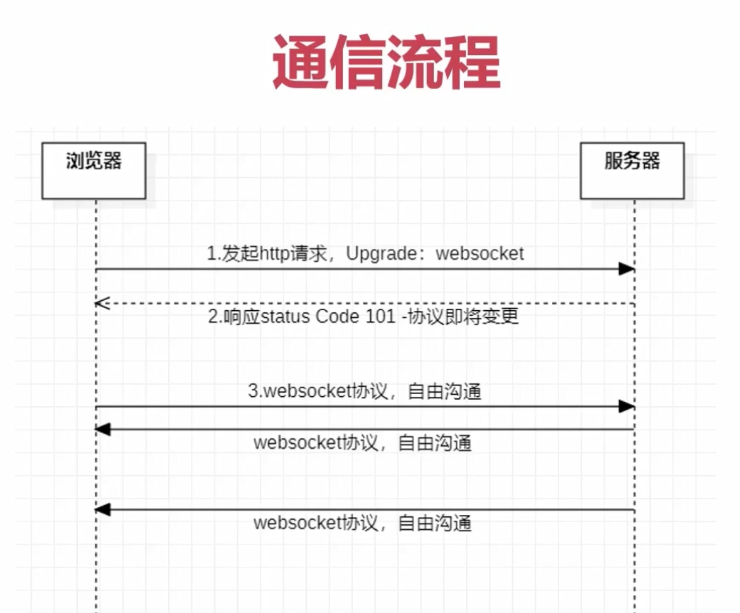 通信流程
浏览器
服务器
1.发起http请求，Upgrade：websocket
2.响应status Code 101 -协议即将变更
3.websocket协议，自由沟通
websocket协议，自由沟通
websocket协议，自由沟通